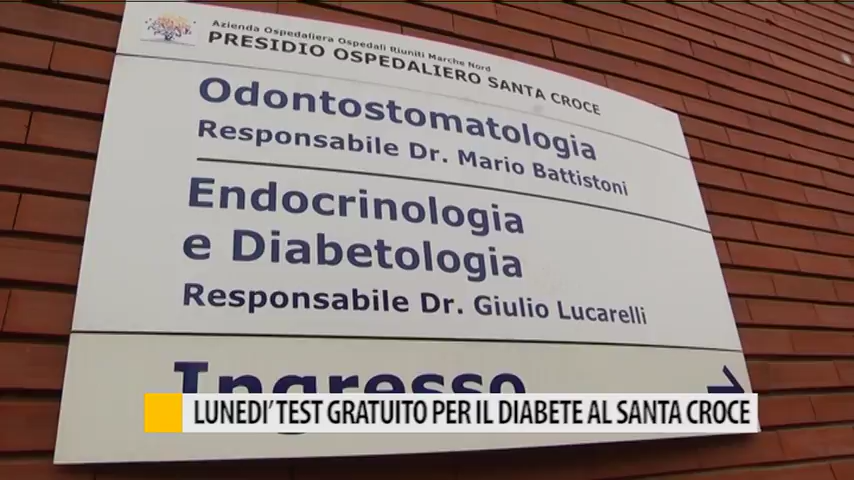 Azienda Ospedaliera Ospedali Riuniti Marche Nord
PRESIDIO OSPEDALIERO SANTA CROCE
Odontostomatologia
Responsabile Dr. Mario Battistoni
Endocrinologia
e Diabetologia
Responsabile Dr. Giulio Lucarelli
Ingresso
LUNEDI' TEST GRATUITO PER IL DIABETE AL SANTA CROCE